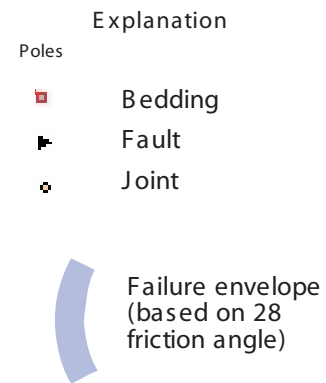 Explanation
Poles
Bedding
Fault
Joint
Failure envelope
(based on 28
friction angle)